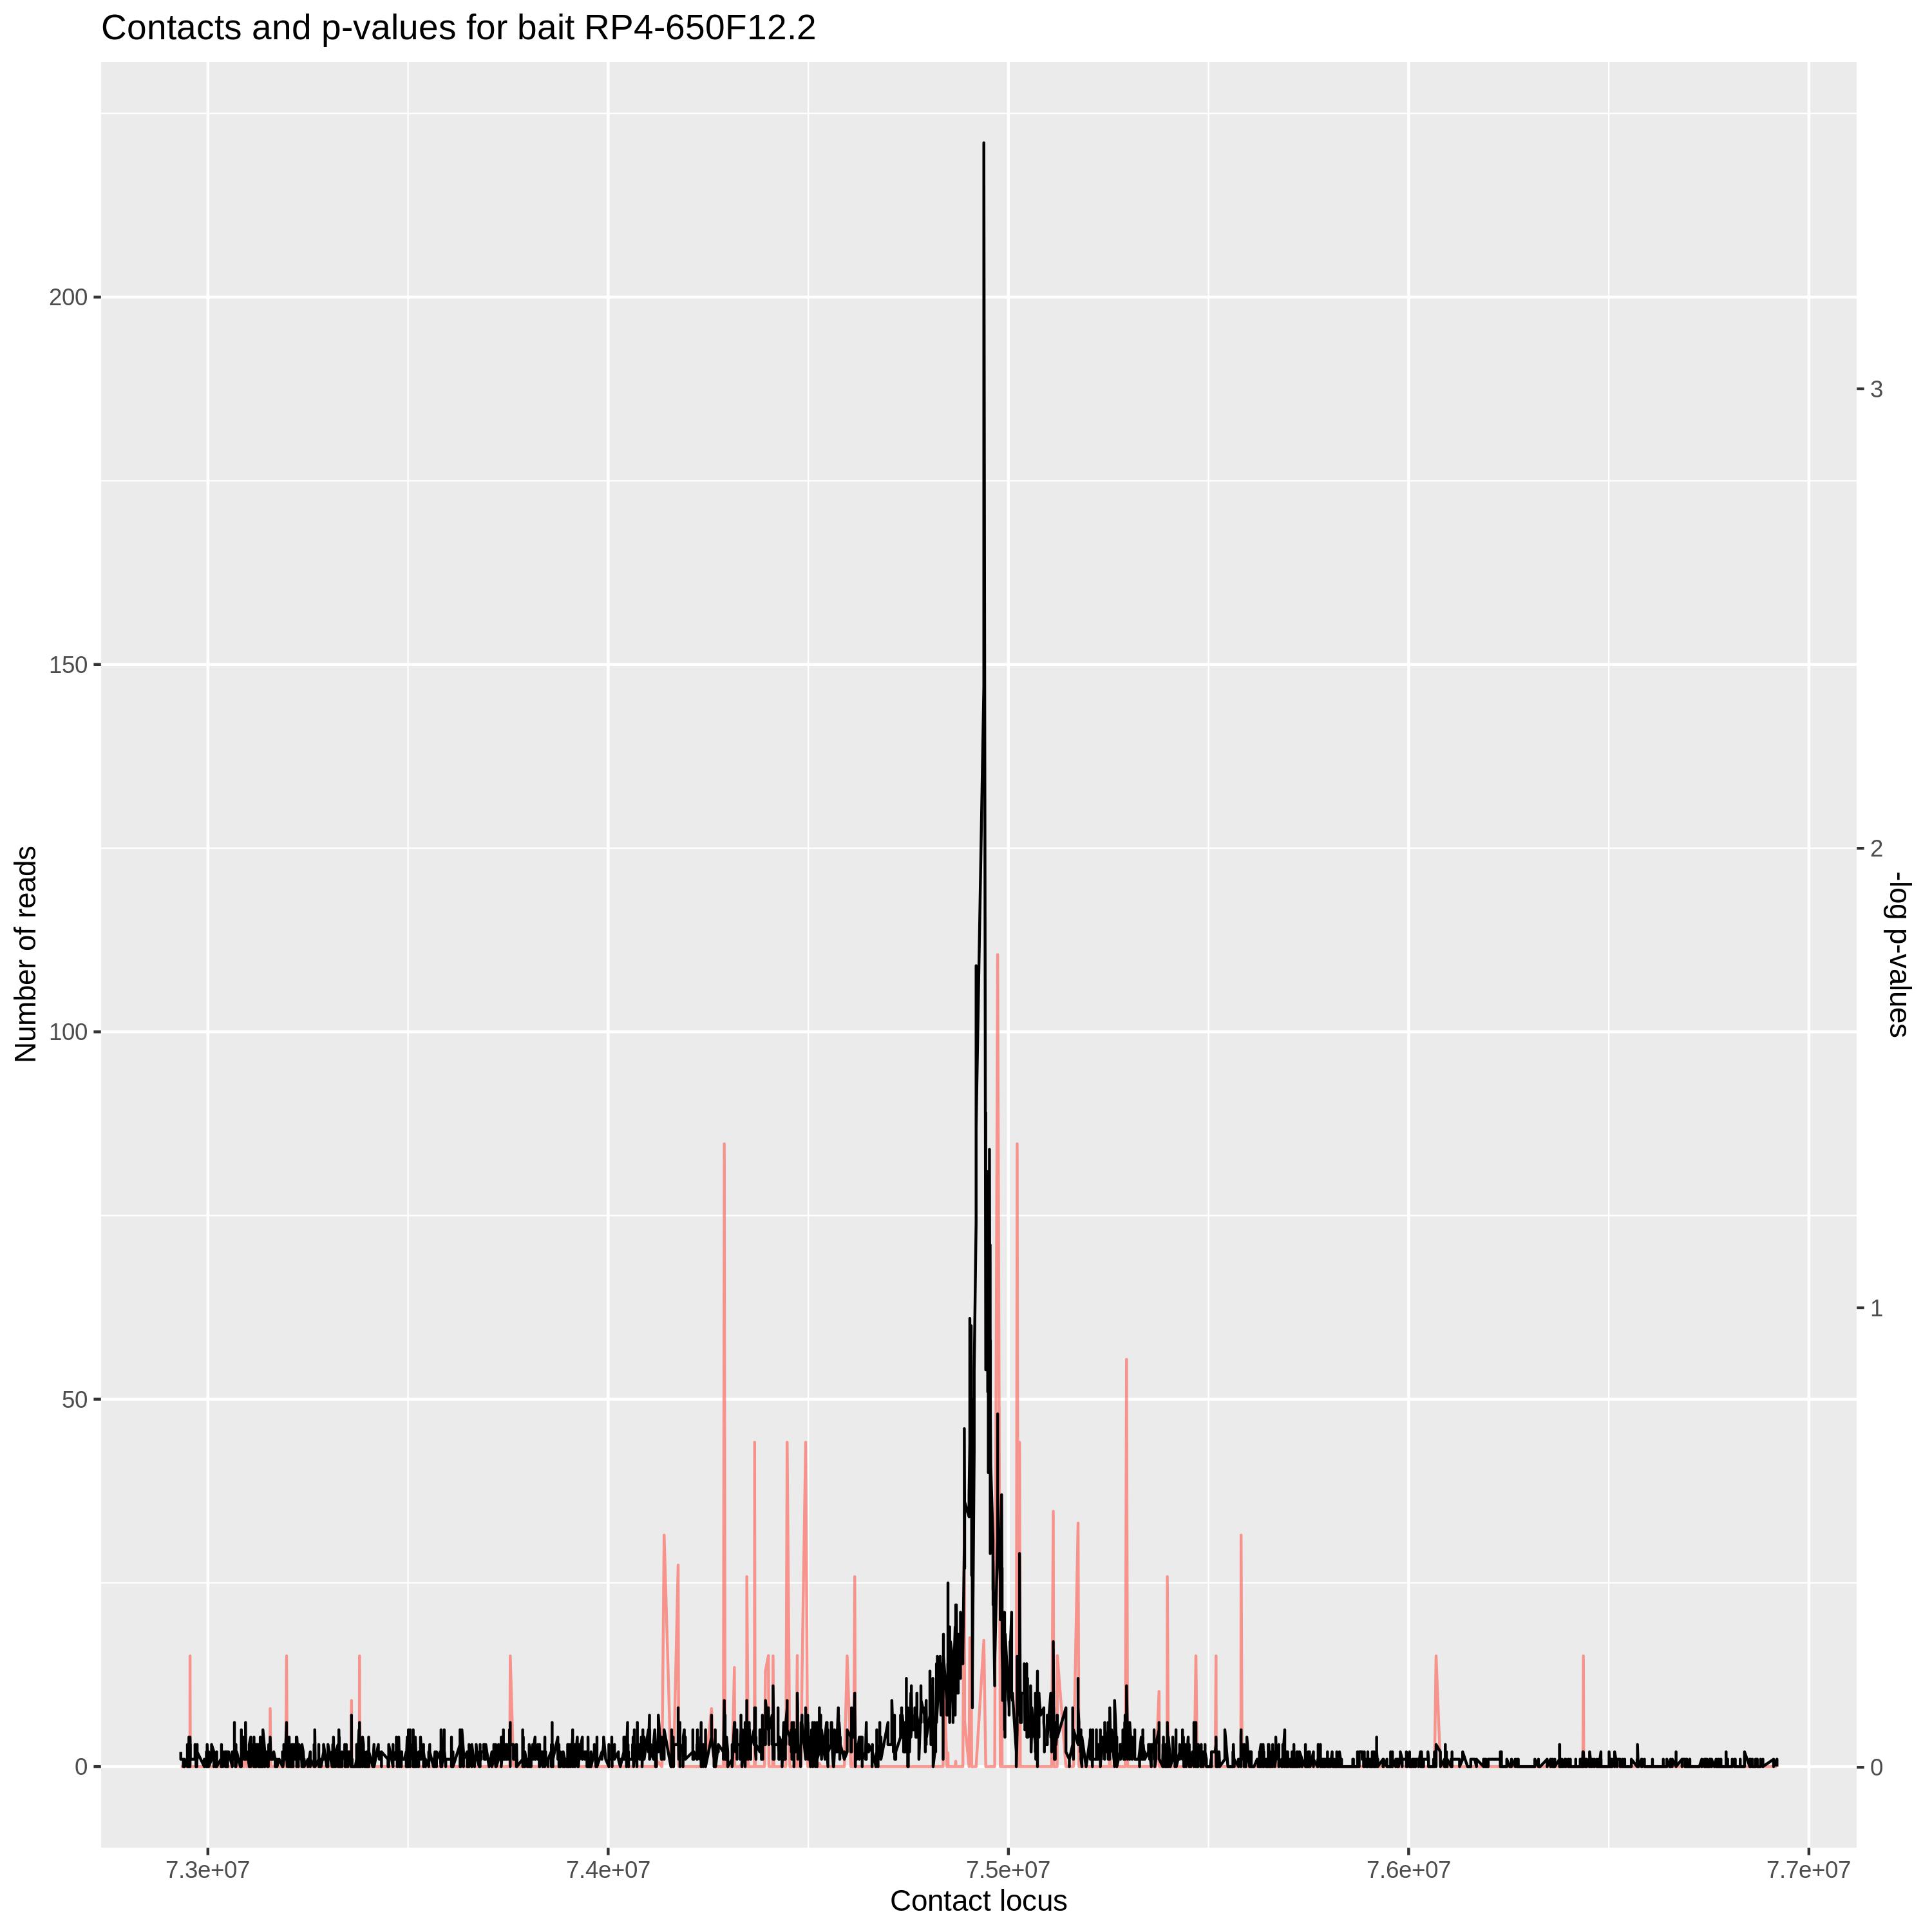 Contacts and p-values for bait RP4-650F12.2
200
150
100
50
0
Number of reads
3
2
1
0
-log p-values
7.3e+07
7.4e+07
7.5e+07
7.6e+07
7.7e+07
Contact locus